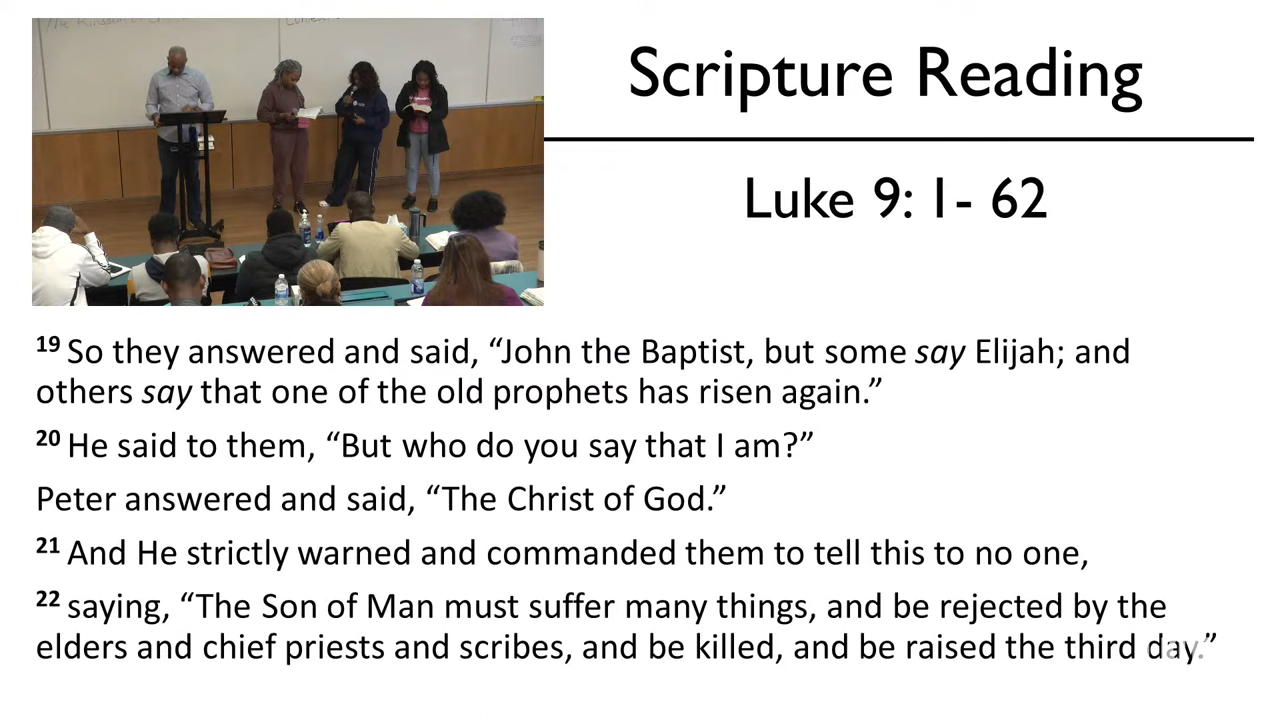 Scripture Reading
Luke 9: 1- 62
19 So they answered and said, “John the Baptist, but some say Elijah; and
others say that one of the old prophets has risen again.”
20 He said to them, “But who do you say that I am?”
Peter answered and said, “The Christ of God.”
21 And He strictly warned and commanded them to tell this to no one,
22 saying, “The Son of Man must suffer many things, and be rejected by the
elders and chief priests and scribes, and be killed, and be raised the third day.”